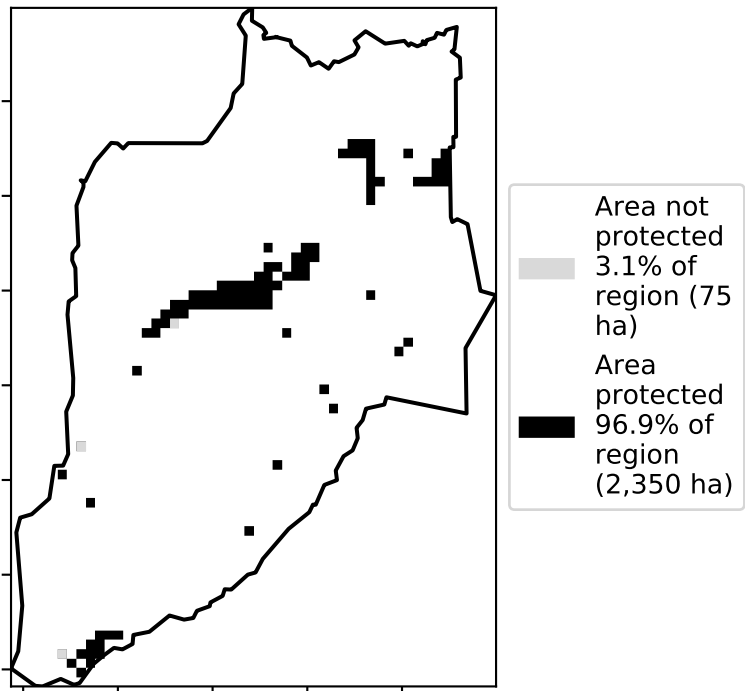 Area not
protected
3.1% of
region (75
ha)
Area
protected
96.9% of
region
(2,350 ha)